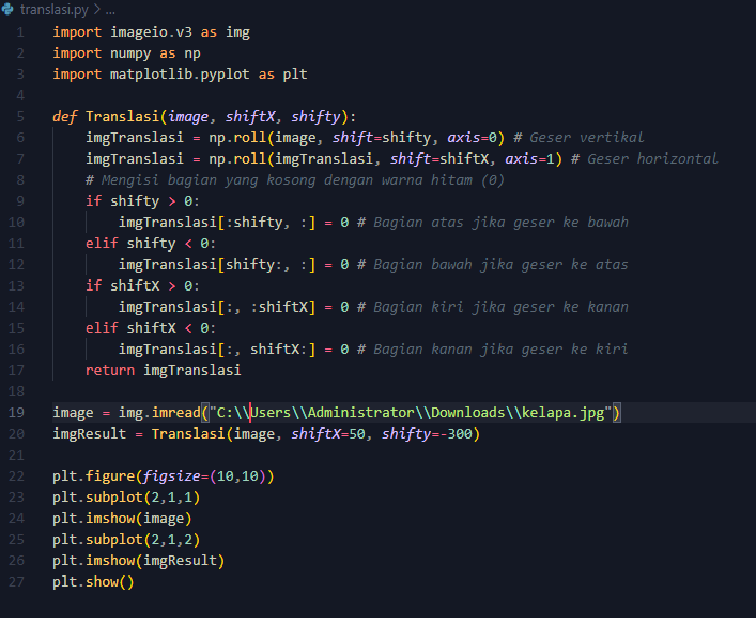 translasi.py > ...
1 import imageio.v3 as img
2 import numpy as np
3 import matplotlib.pyplot as plt
4
5 def Translasi(image, shiftX, shifty):
6     imgTranslasi = np.roll(image, shift=shifty, axis=0) # Geser vertikal
7     imgTranslasi = np.roll(imgTranslasi, shift=shiftX, axis=1) # Geser horizontal
8     # Mengisi bagian yang kosong dengan warna hitam (0)
9     if shifty > 0:
10         imgTranslasi[:shifty, :] = 0 # Bagian atas jika geser ke bawah
11     elif shifty < 0:
12         imgTranslasi[shifty:, :] = 0 # Bagian bawah jika geser ke atas
13     if shiftX > 0:
14         imgTranslasi[:, :shiftX] = 0 # Bagian kiri jika geser ke kanan
15     elif shiftX < 0:
16         imgTranslasi[:, shiftX:] = 0 # Bagian kanan jika geser ke kiri
17     return imgTranslasi
18
19 image = img.imread("C:\\Users\\Administrator\\Downloads\\kelapa.jpg")
20 imgResult = Translasi(image, shiftX=50, shifty=-300)
21
22 plt.figure(figsize=(10,10))
23 plt.subplot(2,1,1)
24 plt.imshow(image)
25 plt.subplot(2,1,2)
26 plt.imshow(imgResult)
27 plt.show()